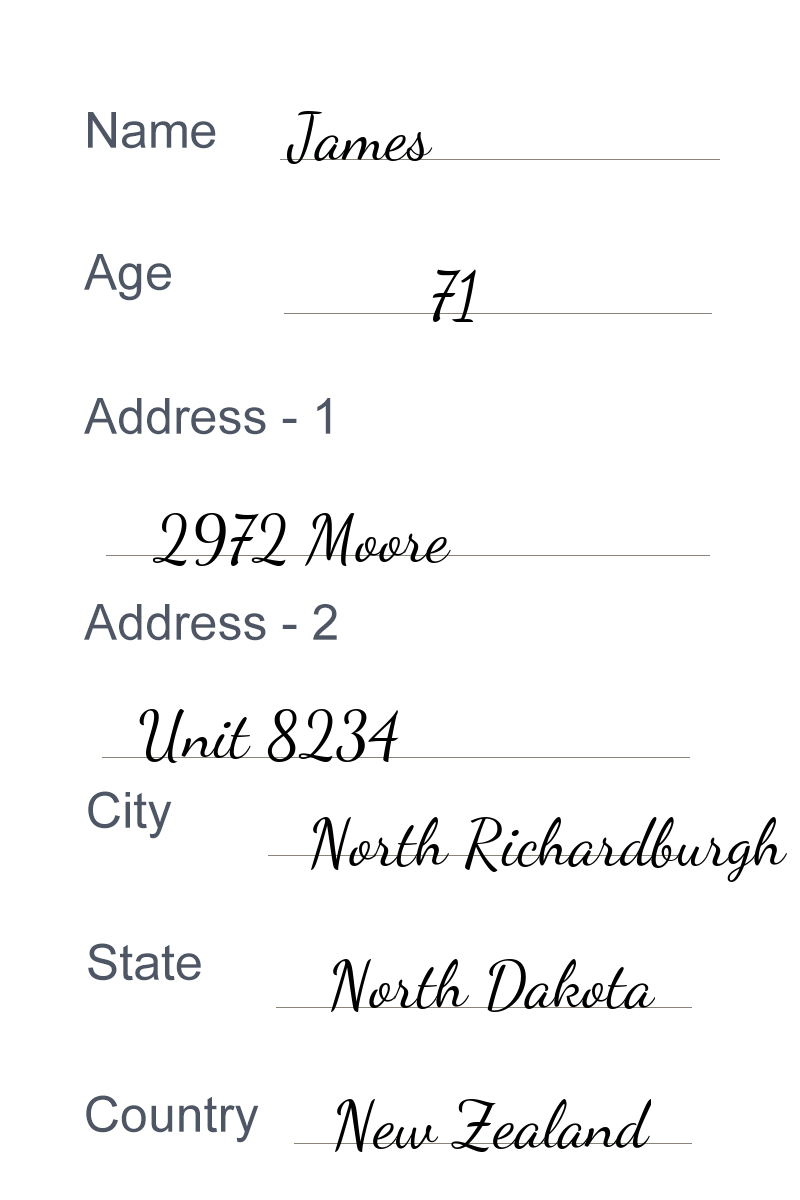 Name James
Age 71
Address - 1
2972 Moore
Address - 2
Unit 8234
City North Richardburgh
State North Dakota
Country New Zealand